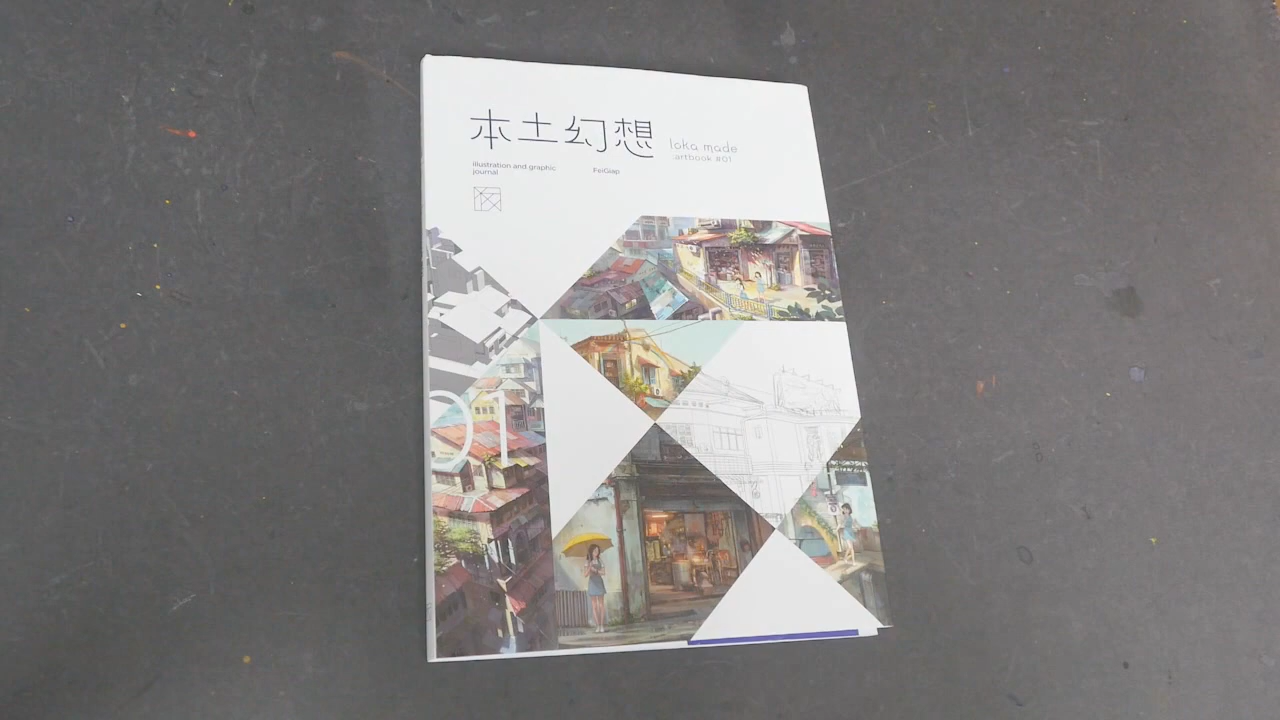 本土幻想
loka made
artbook #01
illustration and graphic
journal
FeiGiap
01